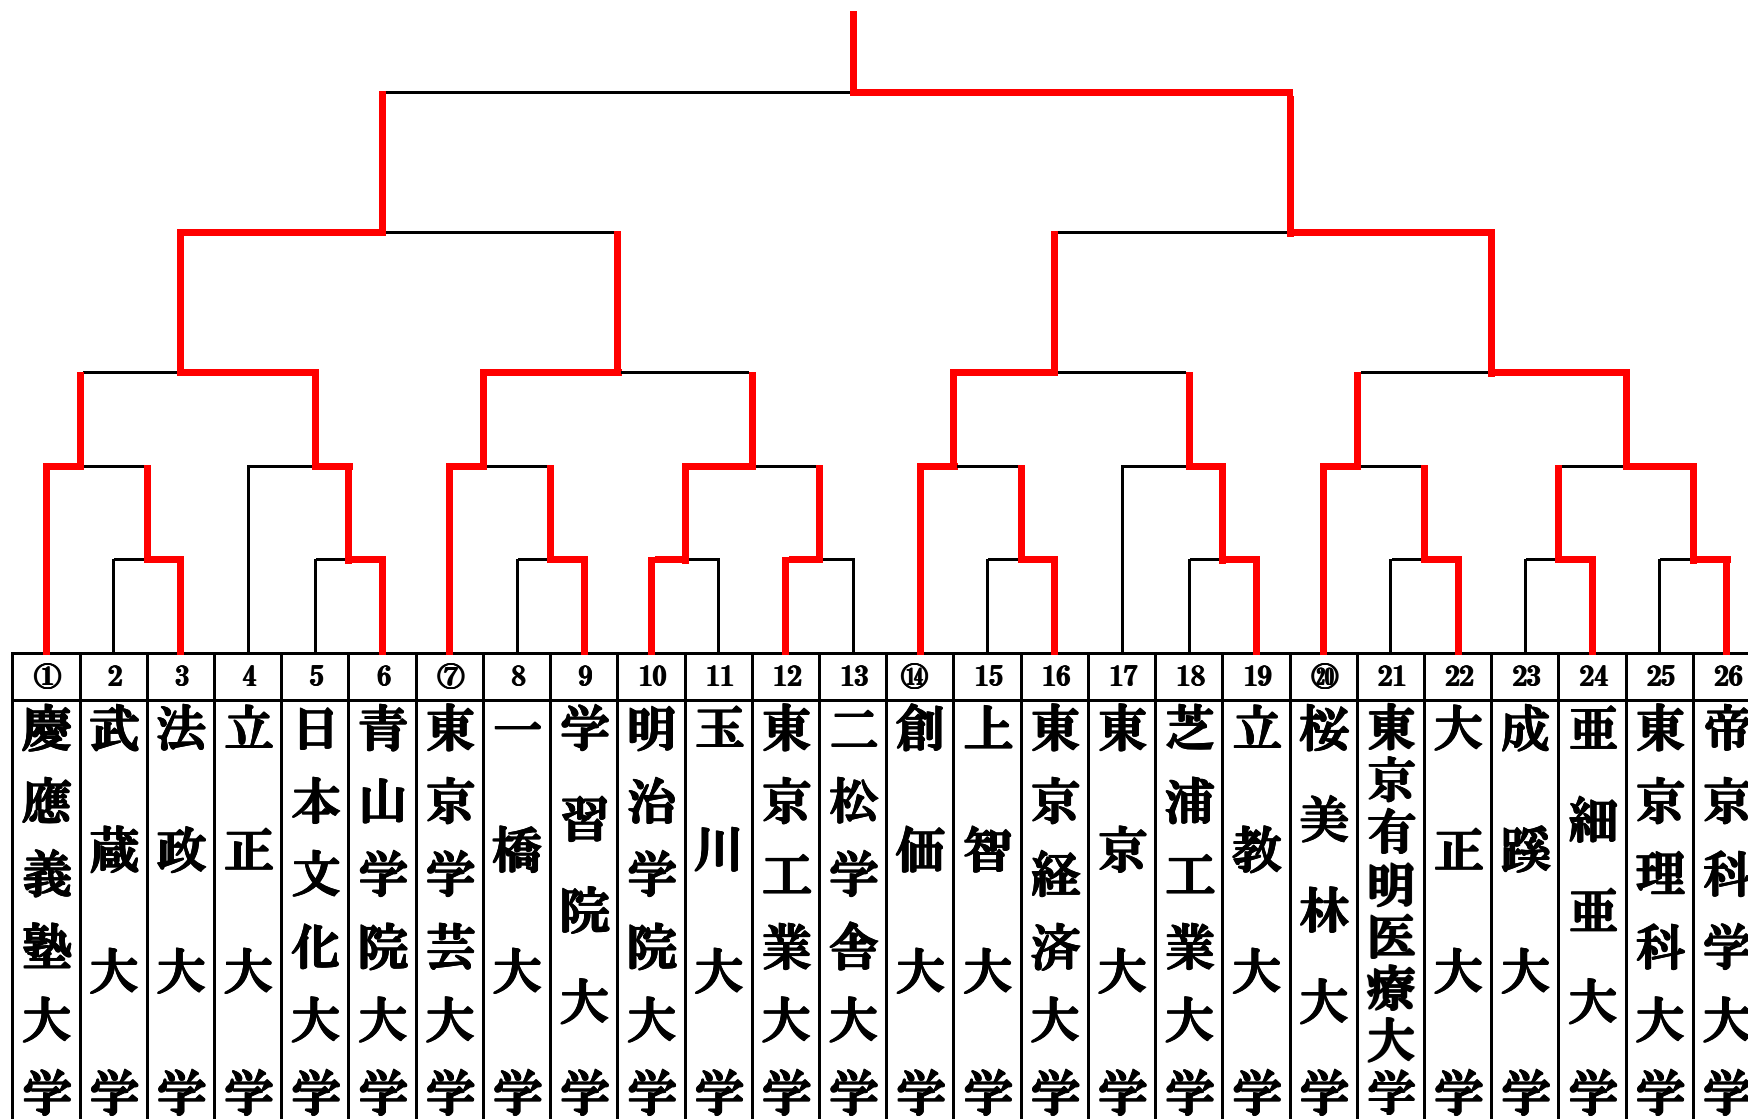 ① 2 3 4 5 6 ⑦ 8 9 10 11 12 13 ⑭ 15 16 17 18 19 ⑳ 21 22 23 24 25 26
慶應義塾大学
武蔵大学
法政大学
立正大学
日本文化大学
青山学院大学
東京学芸大学
一橋大学
学習院大学
明治学院大学
玉川大学
東京工業大学
二松学舎大学
創価大学
上智大学
東京経済大学
東京大学
芝浦工業大学
立教大学
桜美林大学
東京有明医療大学
大正大学
成蹊大学
亜細亜大学
東京理科大学
帝京科学大学